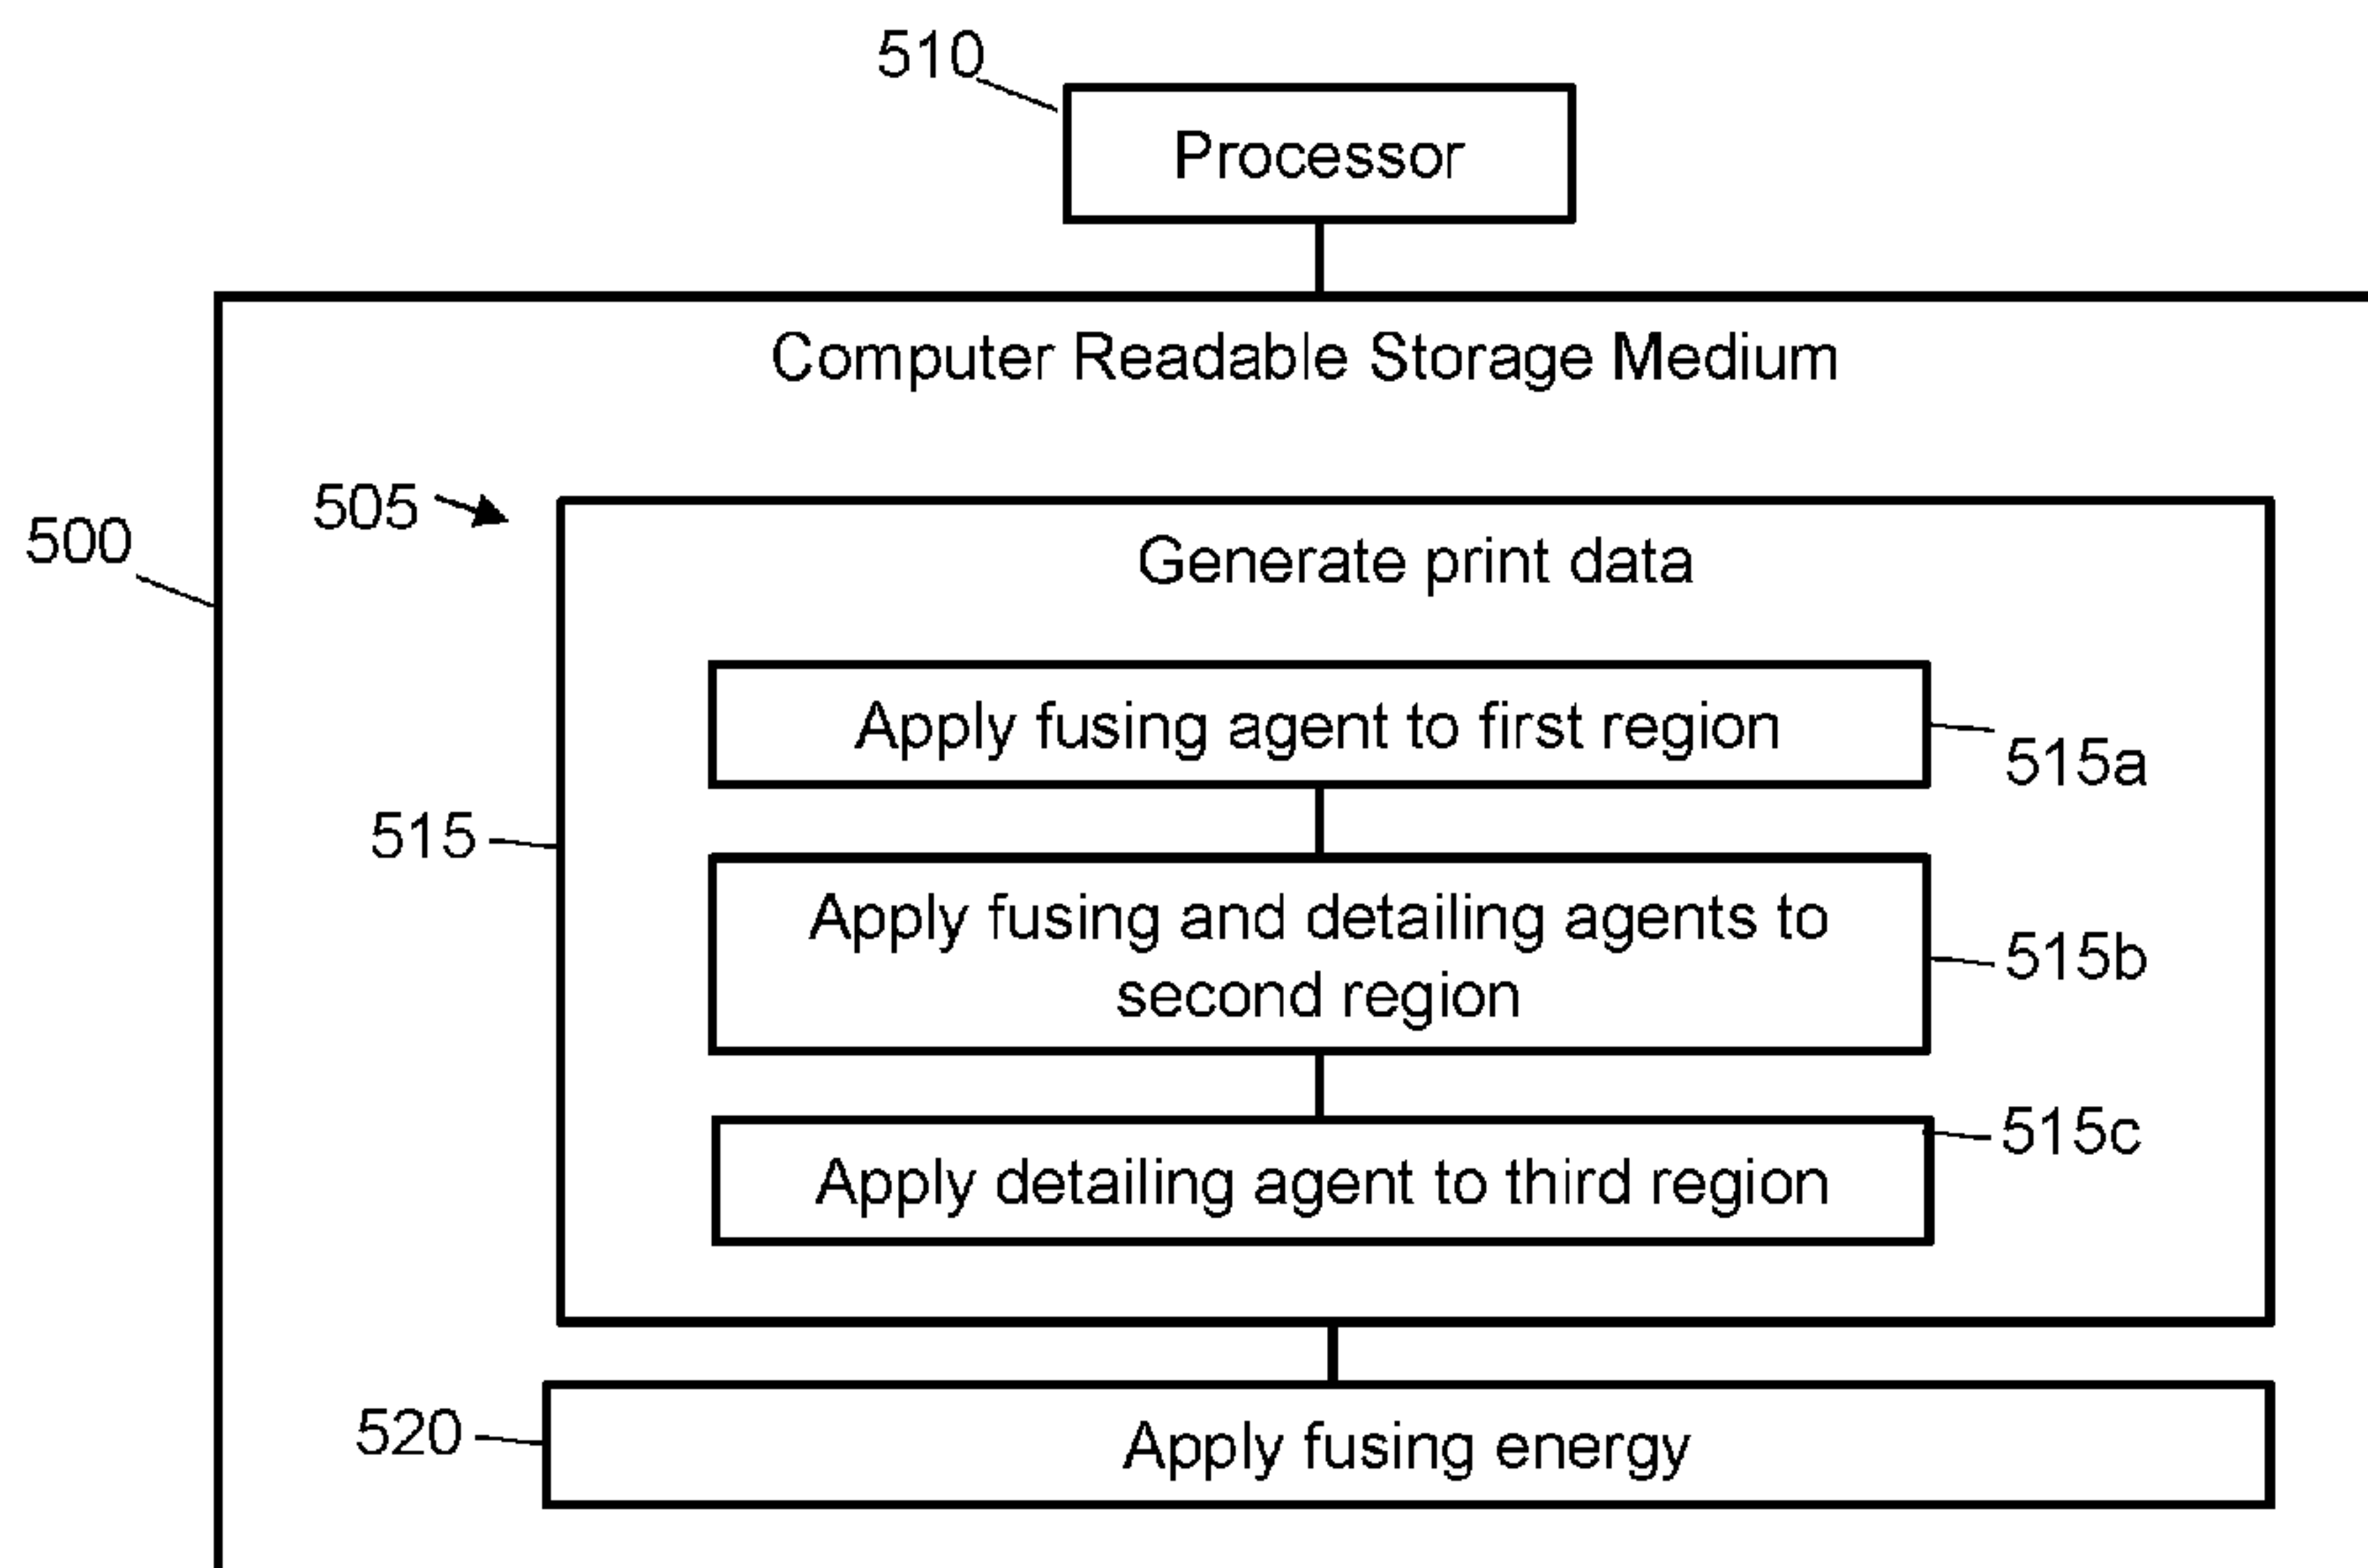 510
Processor
Computer Readable Storage Medium
505
500
Generate print data
Apply fusing agent to first region
515a
515
Apply fusing and detailing agents to
second region
515b
515c
Apply detailing agent to third region
520
Apply fusing energy